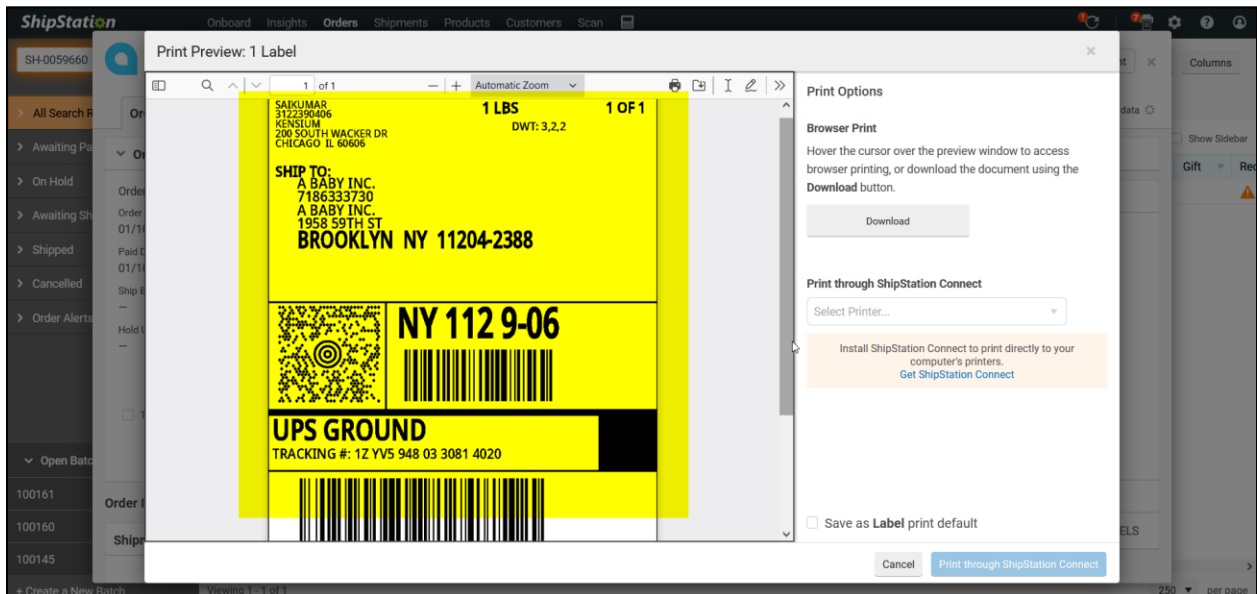 ShipStation
Onboard Insights Orders Shipments Products Customers Scan
7
SH-0059660
Columns
Print Preview: 1 Label
1 of 1
Automatic Zoom
SAIKUMAR
3122390406
KENSIUM
200 SOUTH WACKER DR
CHICAGO IL 60606
1 LBS
1 OF 1
DWT: 3,2,2
SHIP TO:
A BABY INC.
7186333730
A BABY INC.
1958 59TH ST
BROOKLYN NY 11204-2388
NY 112 9-06
UPS GROUND
TRACKING #: 1Z YV5 948 03 3081 4020
Print Options
Browser Print
Hover the cursor over the preview window to access
browser printing, or download the document using the
Download button.
Download
Print through ShipStation Connect
Select Printer...
Install ShipStation Connect to print directly to your
computer's printers.
Get ShipStation Connect
Save as Label print default
Cancel
Print through ShipStation Connect
All Search
Awaiting
On Hold
Awaiting
Shipped
Cancelled
Order Alerts
Open
100161
100160
100145
+ Create a New Batch
Order
Order
Paid
Ship
Hold
Order
Show Sidebar
Gift
Viewing 1 - 1 of 1
250 per page